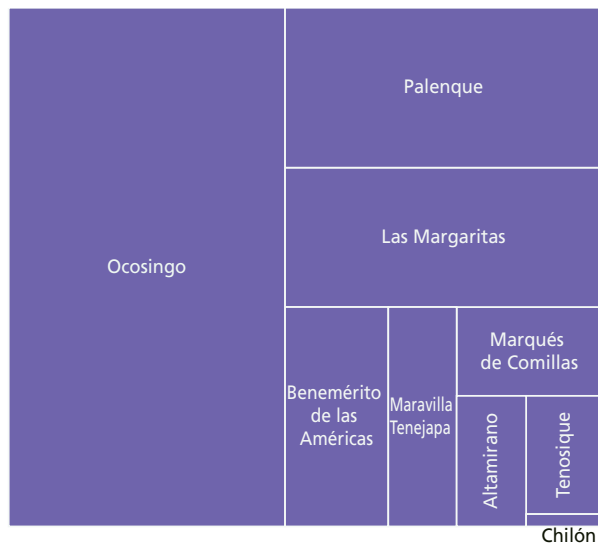 Palenque
Las Margaritas
Ocosingo
Marqués
de Comillas
Benemérito
de las
Américas
Maravilla
Tenejapa
Altamirano
Tenosique
Chilón